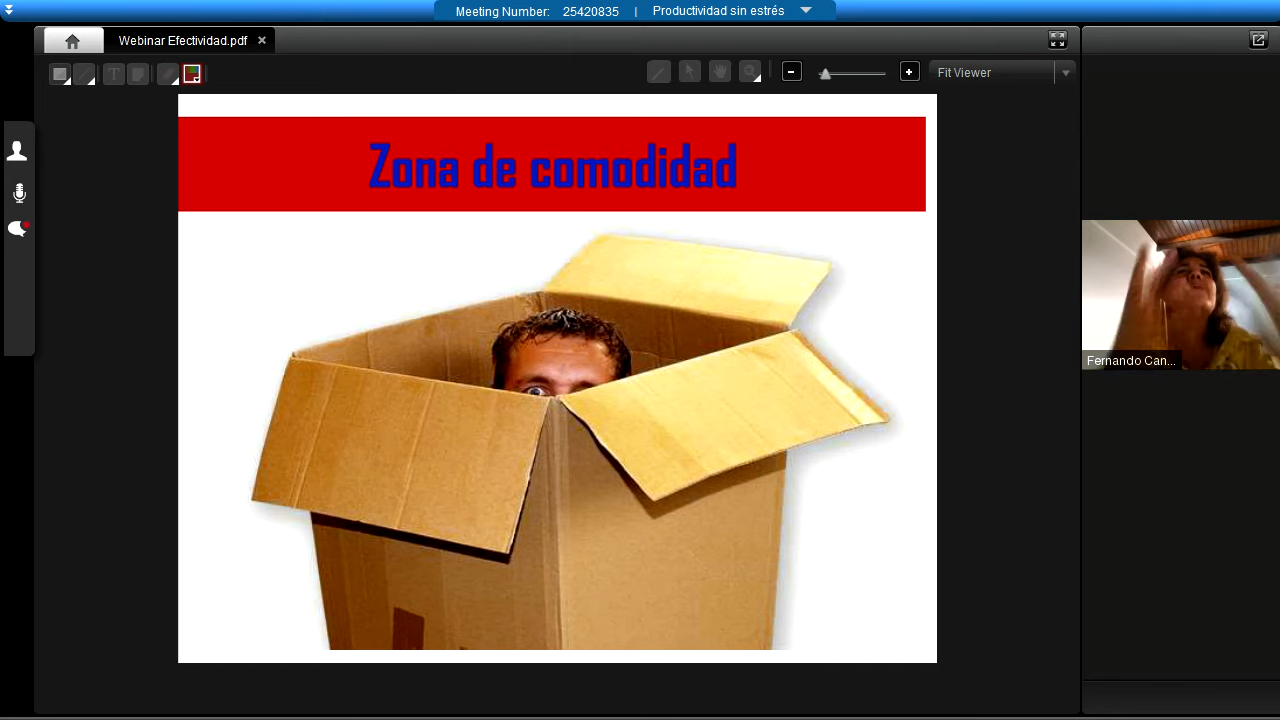 Meeting Number: 25420835 | Productividad sin estrés
Webinar Efectividad.pdf
T
Fit Viewer
Zona de comodidad
Fernando Can...